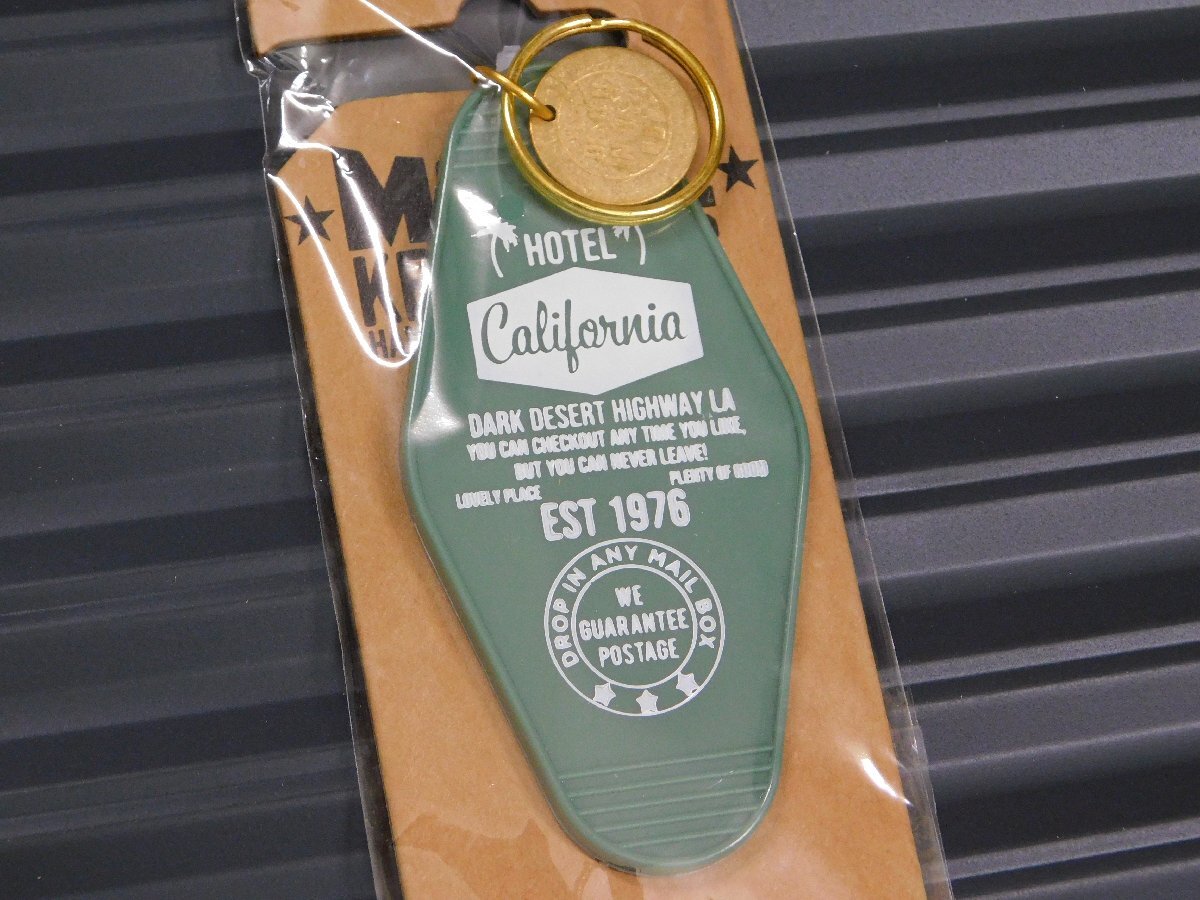 HOTEL
California
DARK DESERT HIGHWAY LA
YOU CAN CHECKOUT ANY TIME YOU LIKE,
BUT YOU CAN NEVER LEAVE!
LOVELY PLACE
PLENTY OF ROOM
EST 1976
DROP IN ANY MAIL BOX
WE
GUARANTEE
POSTAGE